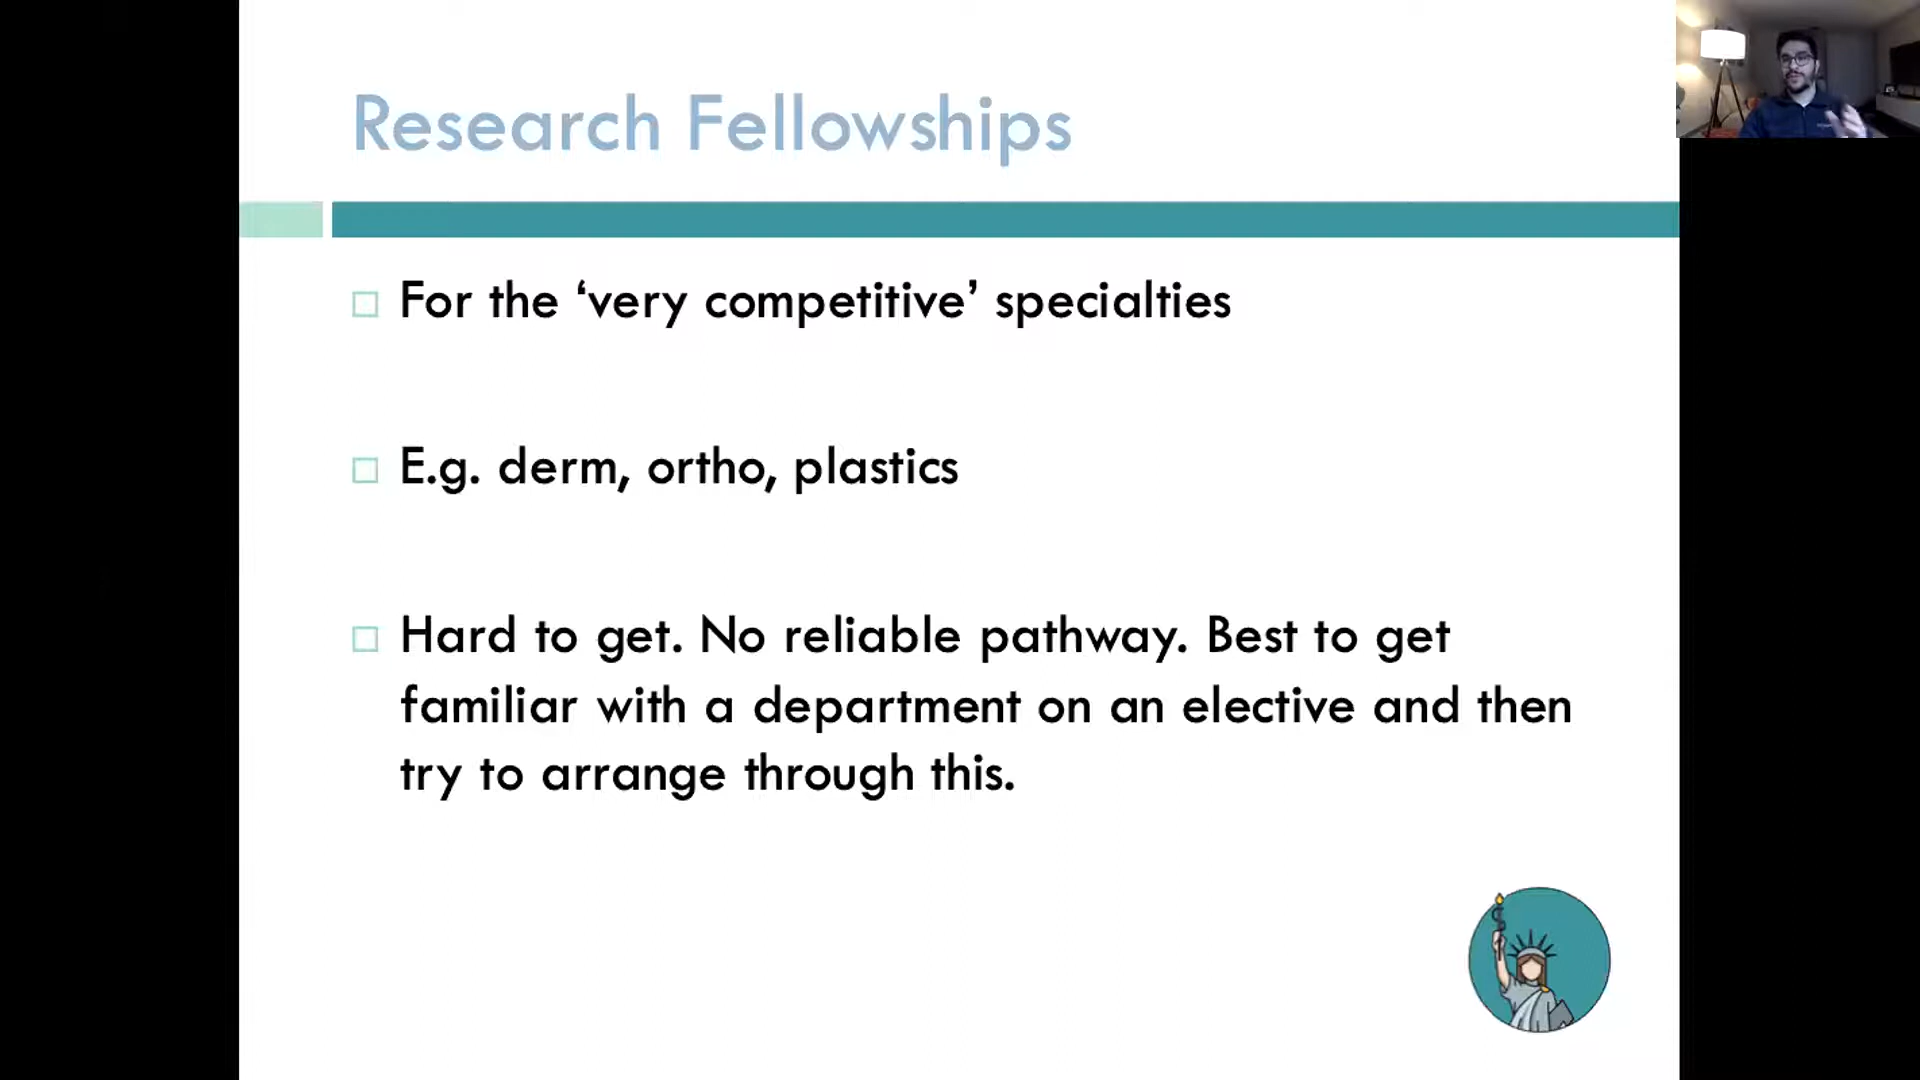 Research Fellowships
For the ‘very competitive’ specialties
E.g. derm, ortho, plastics
Hard to get. No reliable pathway. Best to get
familiar with a department on an elective and then
try to arrange through this.